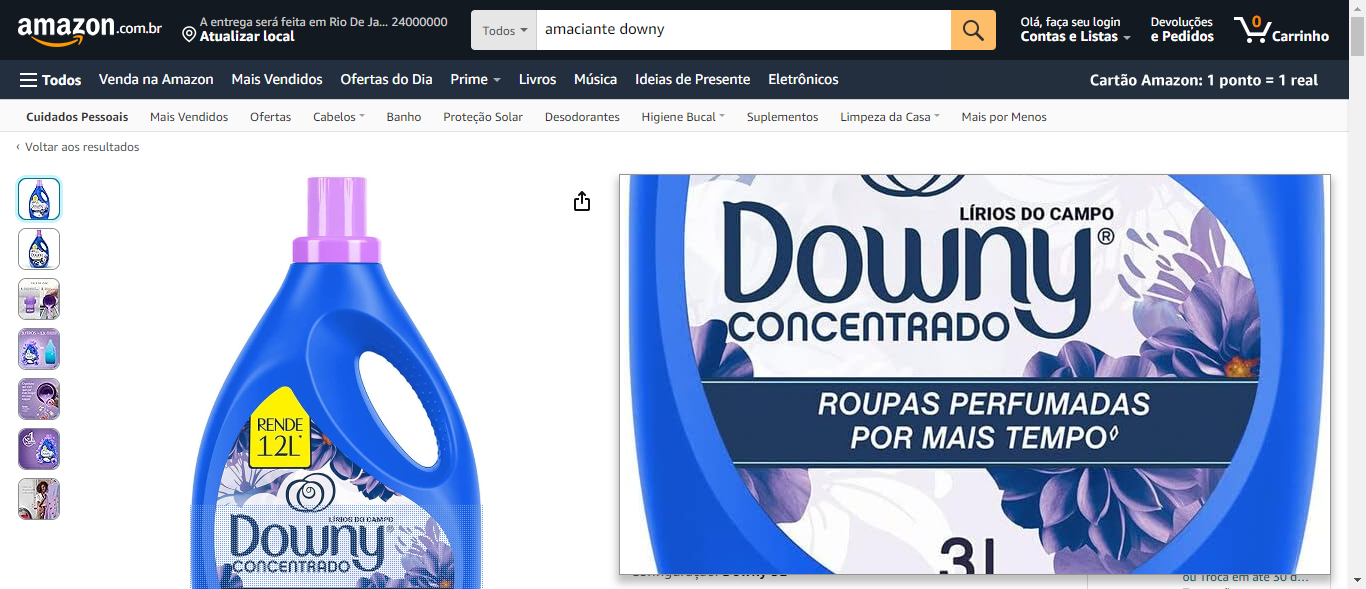 amazon.com.br
A entrega será feita em Rio De Ja... 24000000
Atualizar local
Todos
amaciante downy
Olá, faça seu login
Contas e Listas
Devoluções
e Pedidos
0
Carrinho
Todos
Venda na Amazon
Mais Vendidos
Ofertas do Dia
Prime
Livros
Música
Ideias de Presente
Eletrônicos
Cartão Amazon: 1 ponto = 1 real
Cuidados Pessoais
Mais Vendidos
Ofertas
Cabelos
Banho
Proteção Solar
Desodorantes
Higiene Bucal
Suplementos
Limpeza da Casa
Mais por Menos
‹ Voltar aos resultados
RENDE
12L*
LÍRIOS DO CAMPO
Downy®
CONCENTRADO
LÍRIOS DO CAMPO
Downy®
CONCENTRADO
ROUPAS PERFUMADAS
POR MAIS TEMPO◊
3L
ou Troca em até 30 d...